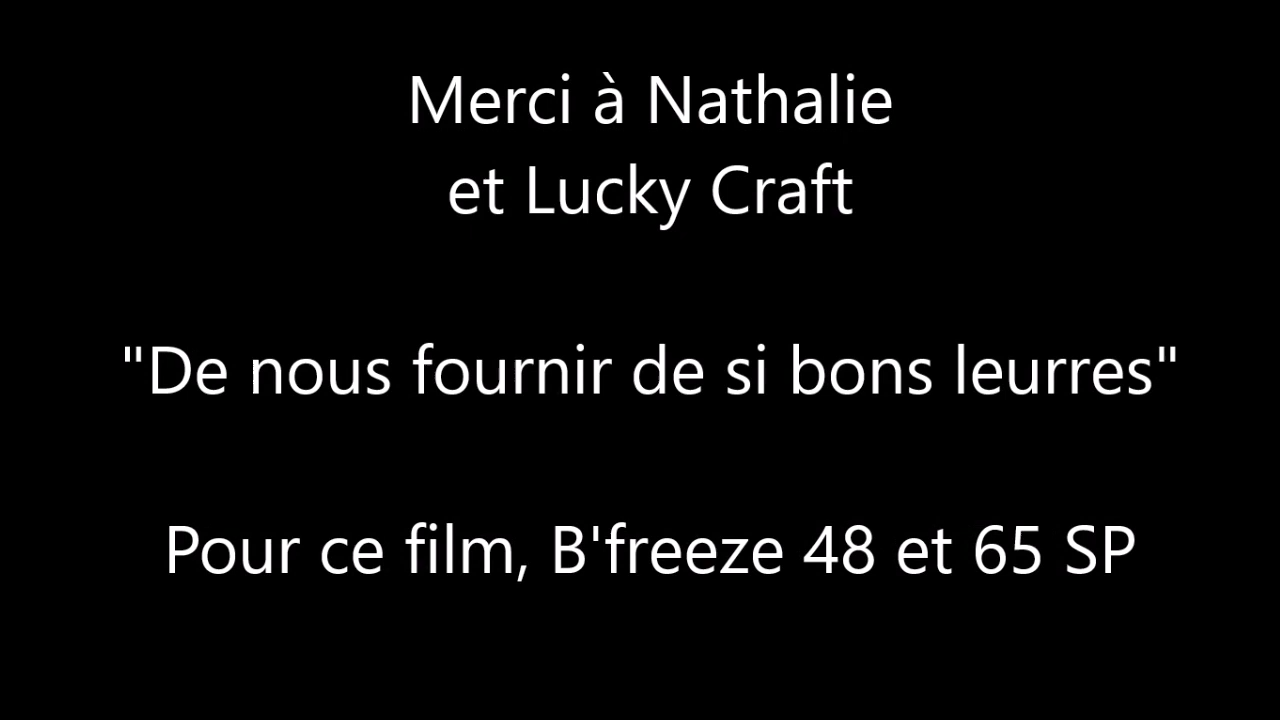 Merci à Nathalie
et Lucky Craft
"De nous fournir de si bons leurres"
Pour ce film, B'freeze 48 et 65 SP